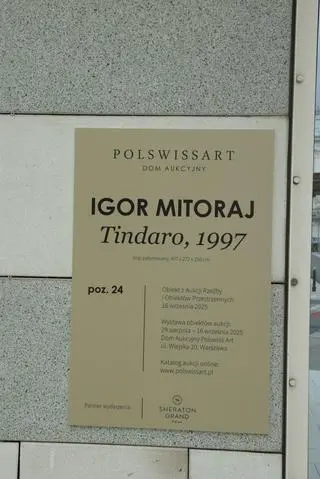 POLSWISSART
DOM AUKCYJNY
IGOR MITORAJ
Tindaro, 1997
poz. 24
Obiekt z Aukcji Rzeźby
i Obiektów Przestrzennych
16 września 2025
Wystawa obiektów aukcji:
29 sierpnia – 16 września 2025
Dom Aukcyjny Polswiss Art
ul. Wiejska 20, Warszawa
Katalog aukcji online:
www.polswissart.pl
Partner wydarzenia:
SHERATON
GRAND